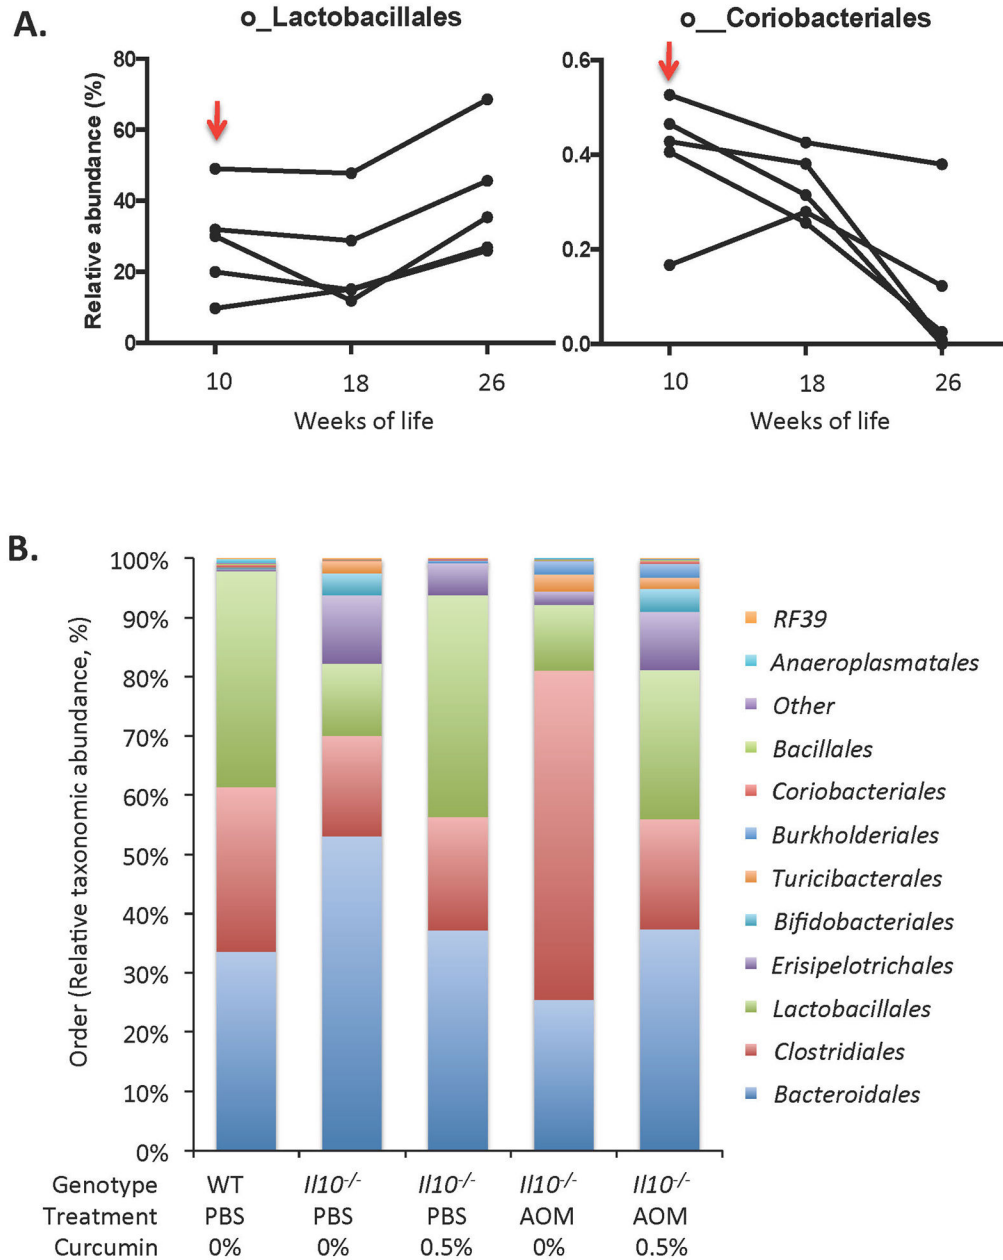 A.
o_Lactobacillales
o__Coriobacteriales
Relative abundance (%)
80
60
40
20
0
10 18 26
Weeks of life
0.6
0.4
0.2
0.0
10 18 26
Weeks of life
B.
Order (Relative taxonomic abundance, %)
100%
90%
80%
70%
60%
50%
40%
30%
20%
10%
0%
RF39
Anaeroplasmatales
Other
Bacillales
Coriobacteriales
Burkholderiales
Turicibacterales
Bifidobacteriales
Erisipelotrichales
Lactobacillales
Clostridiales
Bacteroidales
Genotype WT Il10-/- Il10-/- Il10-/- Il10-/-
Treatment PBS PBS PBS AOM AOM
Curcumin 0% 0% 0.5% 0% 0.5%